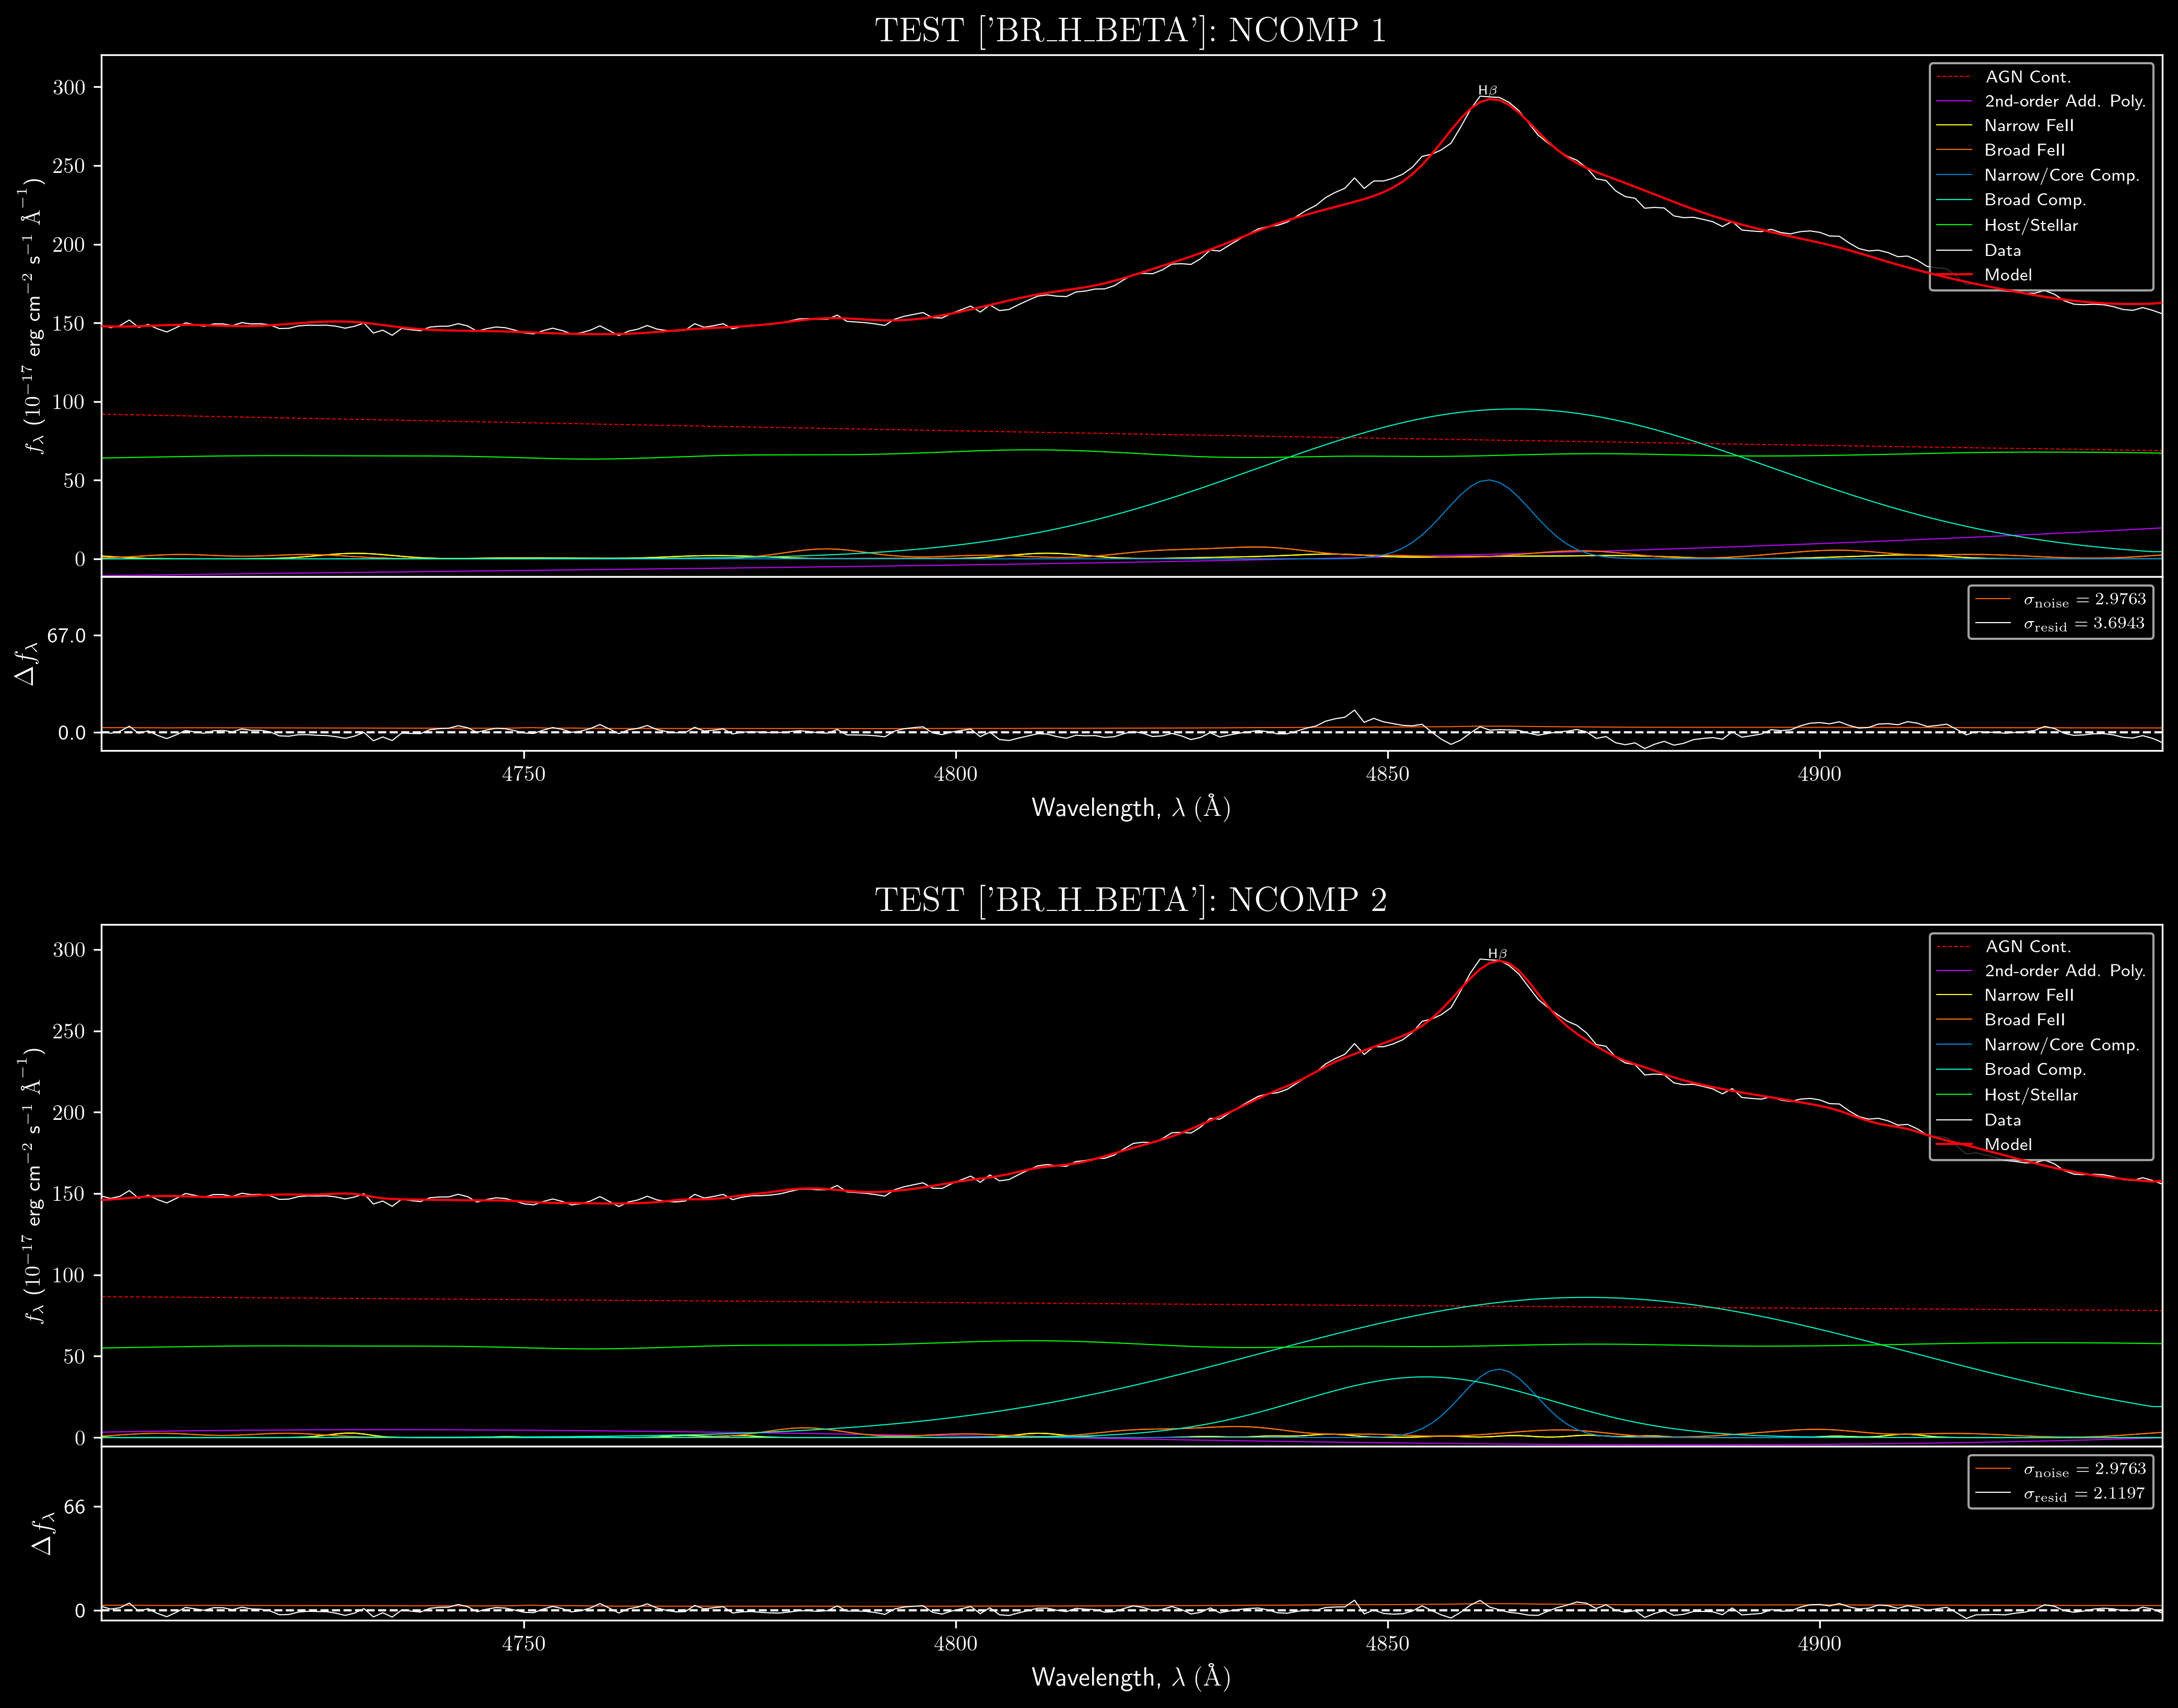 TEST ['BR_H_BETA']: NCOMP 1
300
250
200
150
100
50
0
fλ (10−17 erg cm−2 s−1 Å−1)
Hβ
AGN Cont.
2nd-order Add. Poly.
Narrow FeII
Broad FeII
Narrow/Core Comp.
Broad Comp.
Host/Stellar
Data
Model
67.0
0.0
Δfλ
σnoise = 2.9763
σresid = 3.6943
4750
4800
4850
4900
Wavelength, λ (Å)
TEST ['BR_H_BETA']: NCOMP 2
300
250
200
150
100
50
0
fλ (10−17 erg cm−2 s−1 Å−1)
Hβ
AGN Cont.
2nd-order Add. Poly.
Narrow FeII
Broad FeII
Narrow/Core Comp.
Broad Comp.
Host/Stellar
Data
Model
66
0
Δfλ
σnoise = 2.9763
σresid = 2.1197
4750
4800
4850
4900
Wavelength, λ (Å)